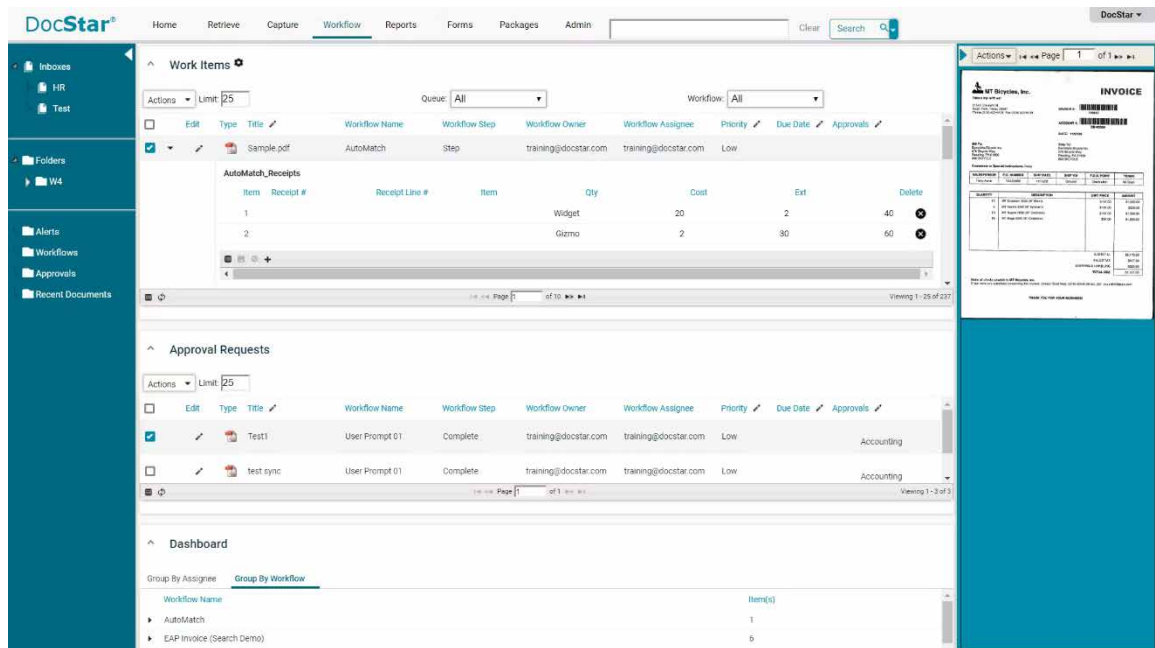 DocStar®
Home Retrieve Capture Workflow Reports Forms Packages Admin Clear Search
DocStar
Inboxes
HR
Test
Folders
W4
Alerts
Workflows
Approvals
Recent Documents
Work Items
Actions Limit: 25 Queue: All Workflow: All
Edit Type Title Workflow Name Workflow Step Workflow Owner Workflow Assignee Priority Due Date Approvals
Sample.pdf AutoMatch Step training@docstar.com training@docstar.com Low
AutoMatch_Receipts
Item Receipt # Receipt Line # Item Qty Cost Ext Delete
1 Widget 20 2 40
2 Gizmo 2 30 60
Page 1 of 10 Viewing 1 - 25 of 237
Approval Requests
Actions Limit: 25
Edit Type Title Workflow Name Workflow Step Workflow Owner Workflow Assignee Priority Due Date Approvals
Test1 User Prompt 01 Complete training@docstar.com training@docstar.com Low Accounting
test sync User Prompt 01 Complete training@docstar.com training@docstar.com Low Accounting
Page 1 of 1 Viewing 1 - 3 of 3
Dashboard
Group By Assignee Group By Workflow
Workflow Name Item(s)
AutoMatch 1
EAP Invoice (Search Demo) 6
Actions Page 1 of 1
MT Bicycles, Inc. INVOICE
THANK YOU FOR YOUR BUSINESS!